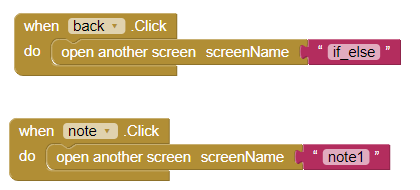 when back .Click
do open another screen screenName " if_else "
when note .Click
do open another screen screenName " note1 "